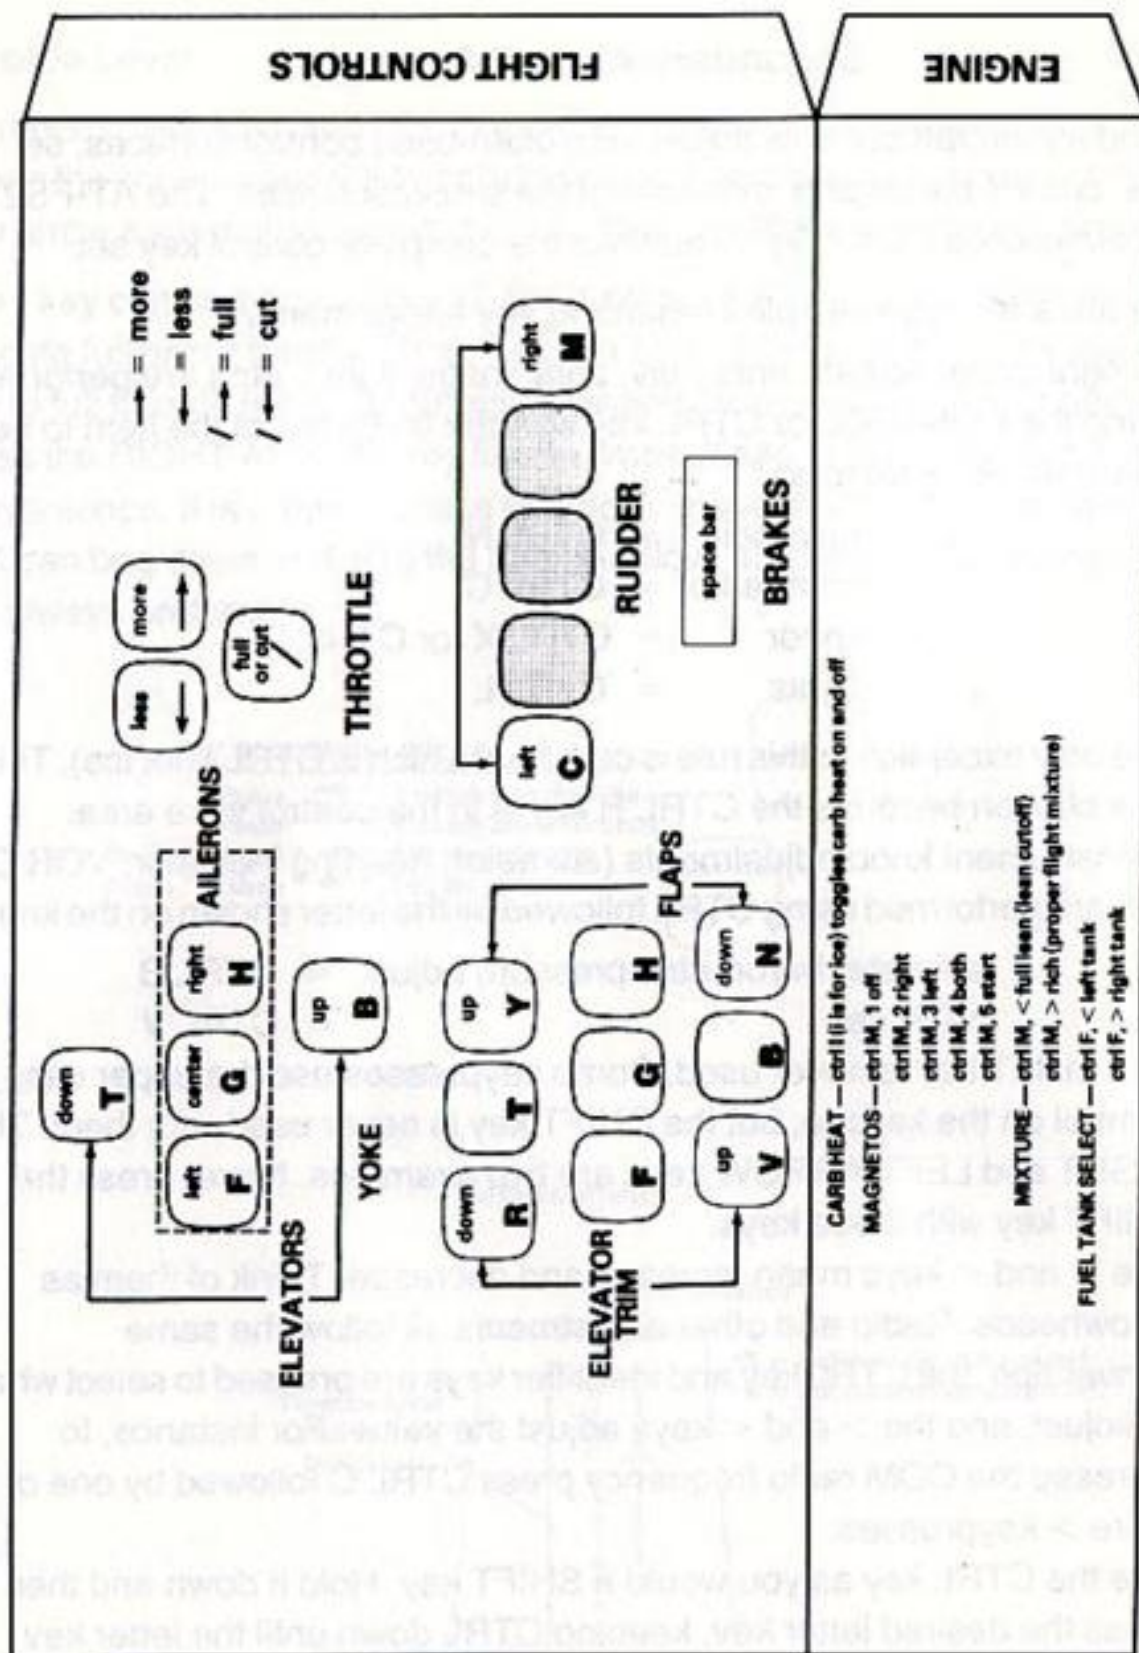 FLIGHT CONTROLS
down
T
left
F
center
G
right
H
AILERONS
ELEVATORS
YOKE
up
B
less
←
more
→
full
or cut
/
THROTTLE
→ = more
← = less
/→ = full
/← = cut
down
R
T
up
Y
F
G
H
up
V
B
down
N
ELEVATOR
TRIM
FLAPS
left
C
right
M
RUDDER
space bar
BRAKES
ENGINE
CARB HEAT — ctrl I (i is for ice) toggles carb heat on and off
MAGNETOS — ctrl M, 1 off
ctrl M, 2 right
ctrl M, 3 left
ctrl M, 4 both
ctrl M, 5 start
MIXTURE — ctrl M, < full lean (lean cutoff)
ctrl M, > rich (proper flight mixture)
FUEL TANK SELECT — ctrl F, < left tank
ctrl F, > right tank